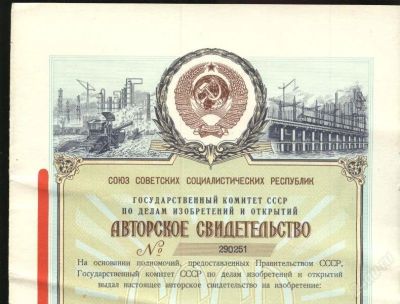 СОЮЗ СОВЕТСКИХ СОЦИАЛИСТИЧЕСКИХ РЕСПУБЛИК
ГОСУДАРСТВЕННЫЙ КОМИТЕТ СССР
ПО ДЕЛАМ ИЗОБРЕТЕНИЙ И ОТКРЫТИЙ
АВТОРСКОЕ СВИДЕТЕЛЬСТВО
№ 290251
На основании полномочий, предоставленных Правительством СССР,
Государственный комитет СССР по делам изобретений и открытий
выдал настоящее авторское свидетельство на изобретение: